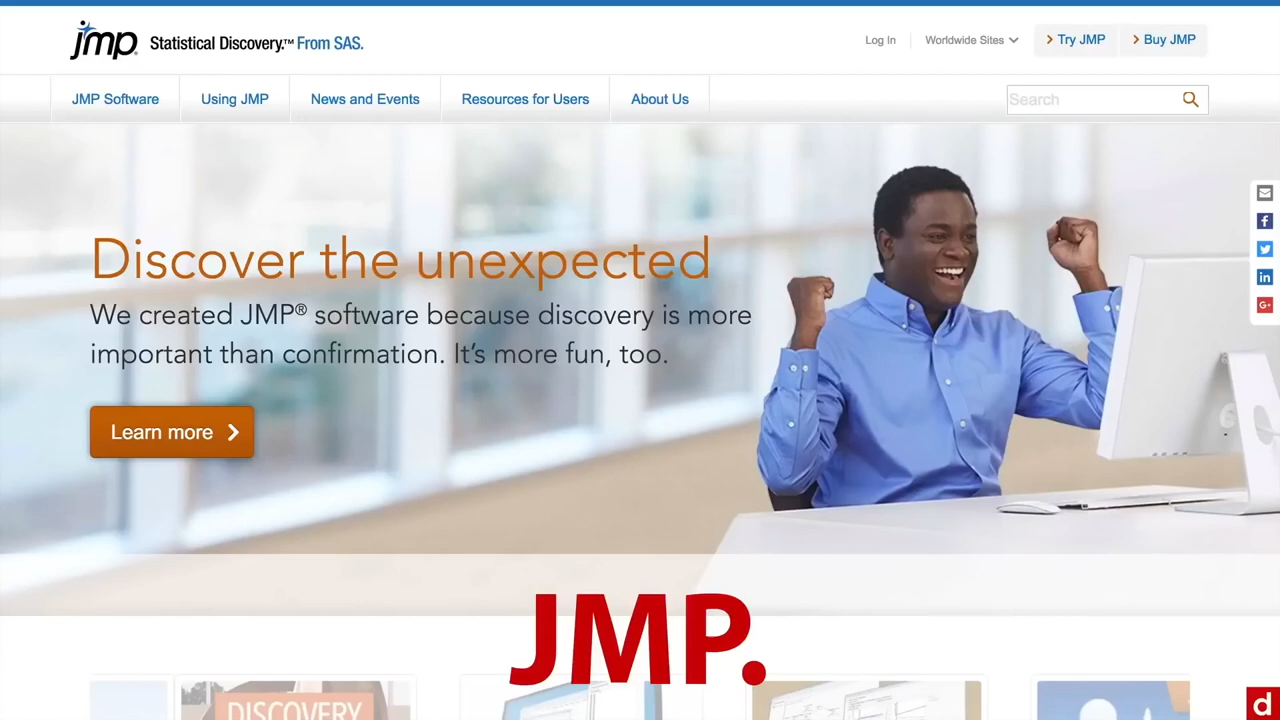 jmp Statistical Discovery.™ From SAS.
Log In
Worldwide Sites
Try JMP
Buy JMP
JMP Software
Using JMP
News and Events
Resources for Users
About Us
Search
Discover the unexpected
We created JMP® software because discovery is more
important than confirmation. It's more fun, too.
Learn more
f
in
G+
JMP.
DISCOVERY
d